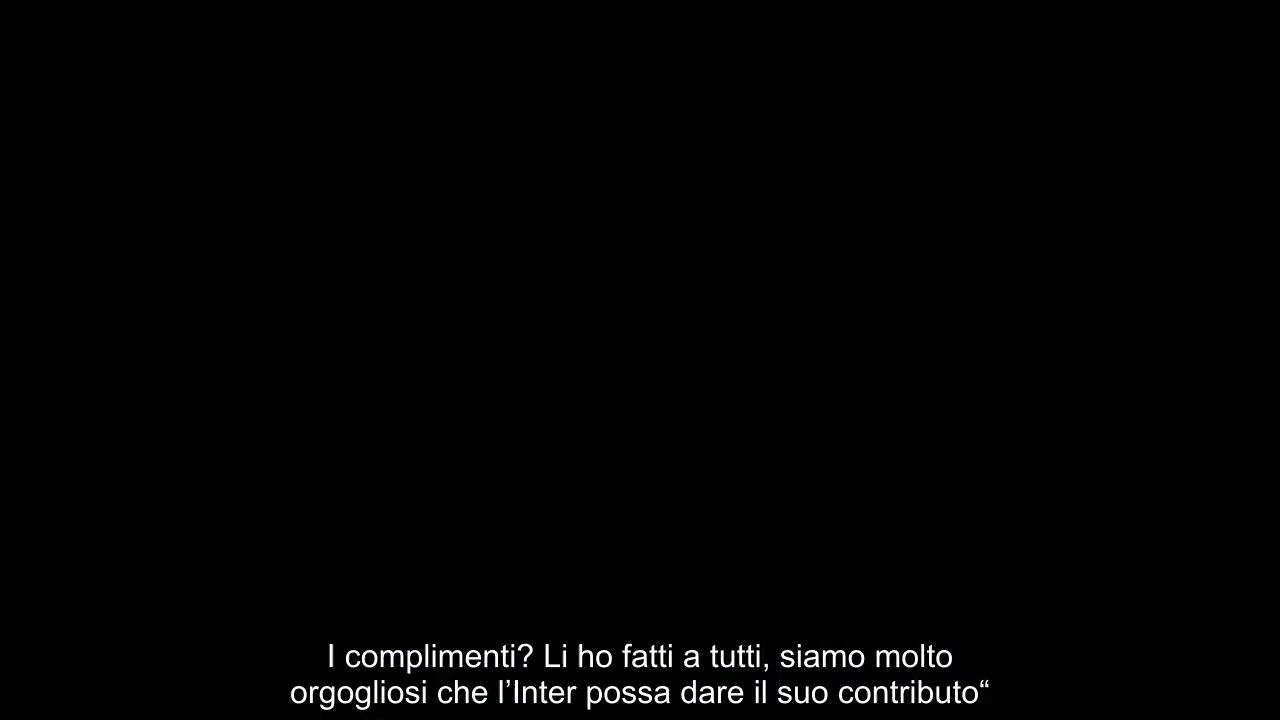 I complimenti? Li ho fatti a tutti, siamo molto
orgogliosi che l’Inter possa dare il suo contributo“